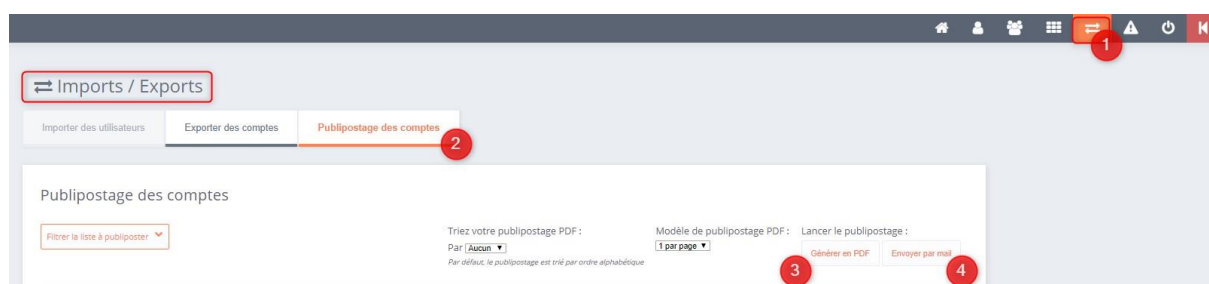 1
Imports / Exports
Importer des utilisateurs
Exporter des comptes
Publipostage des comptes
2
Publipostage des comptes
Filtrer la liste à publiposter
Triez votre publipostage PDF :
Par Aucun
Par défaut, le publipostage est trié par ordre alphabétique
Modèle de publipostage PDF :
1 par page
Lancer le publipostage :
Générer en PDF
Envoyer par mail
3
4